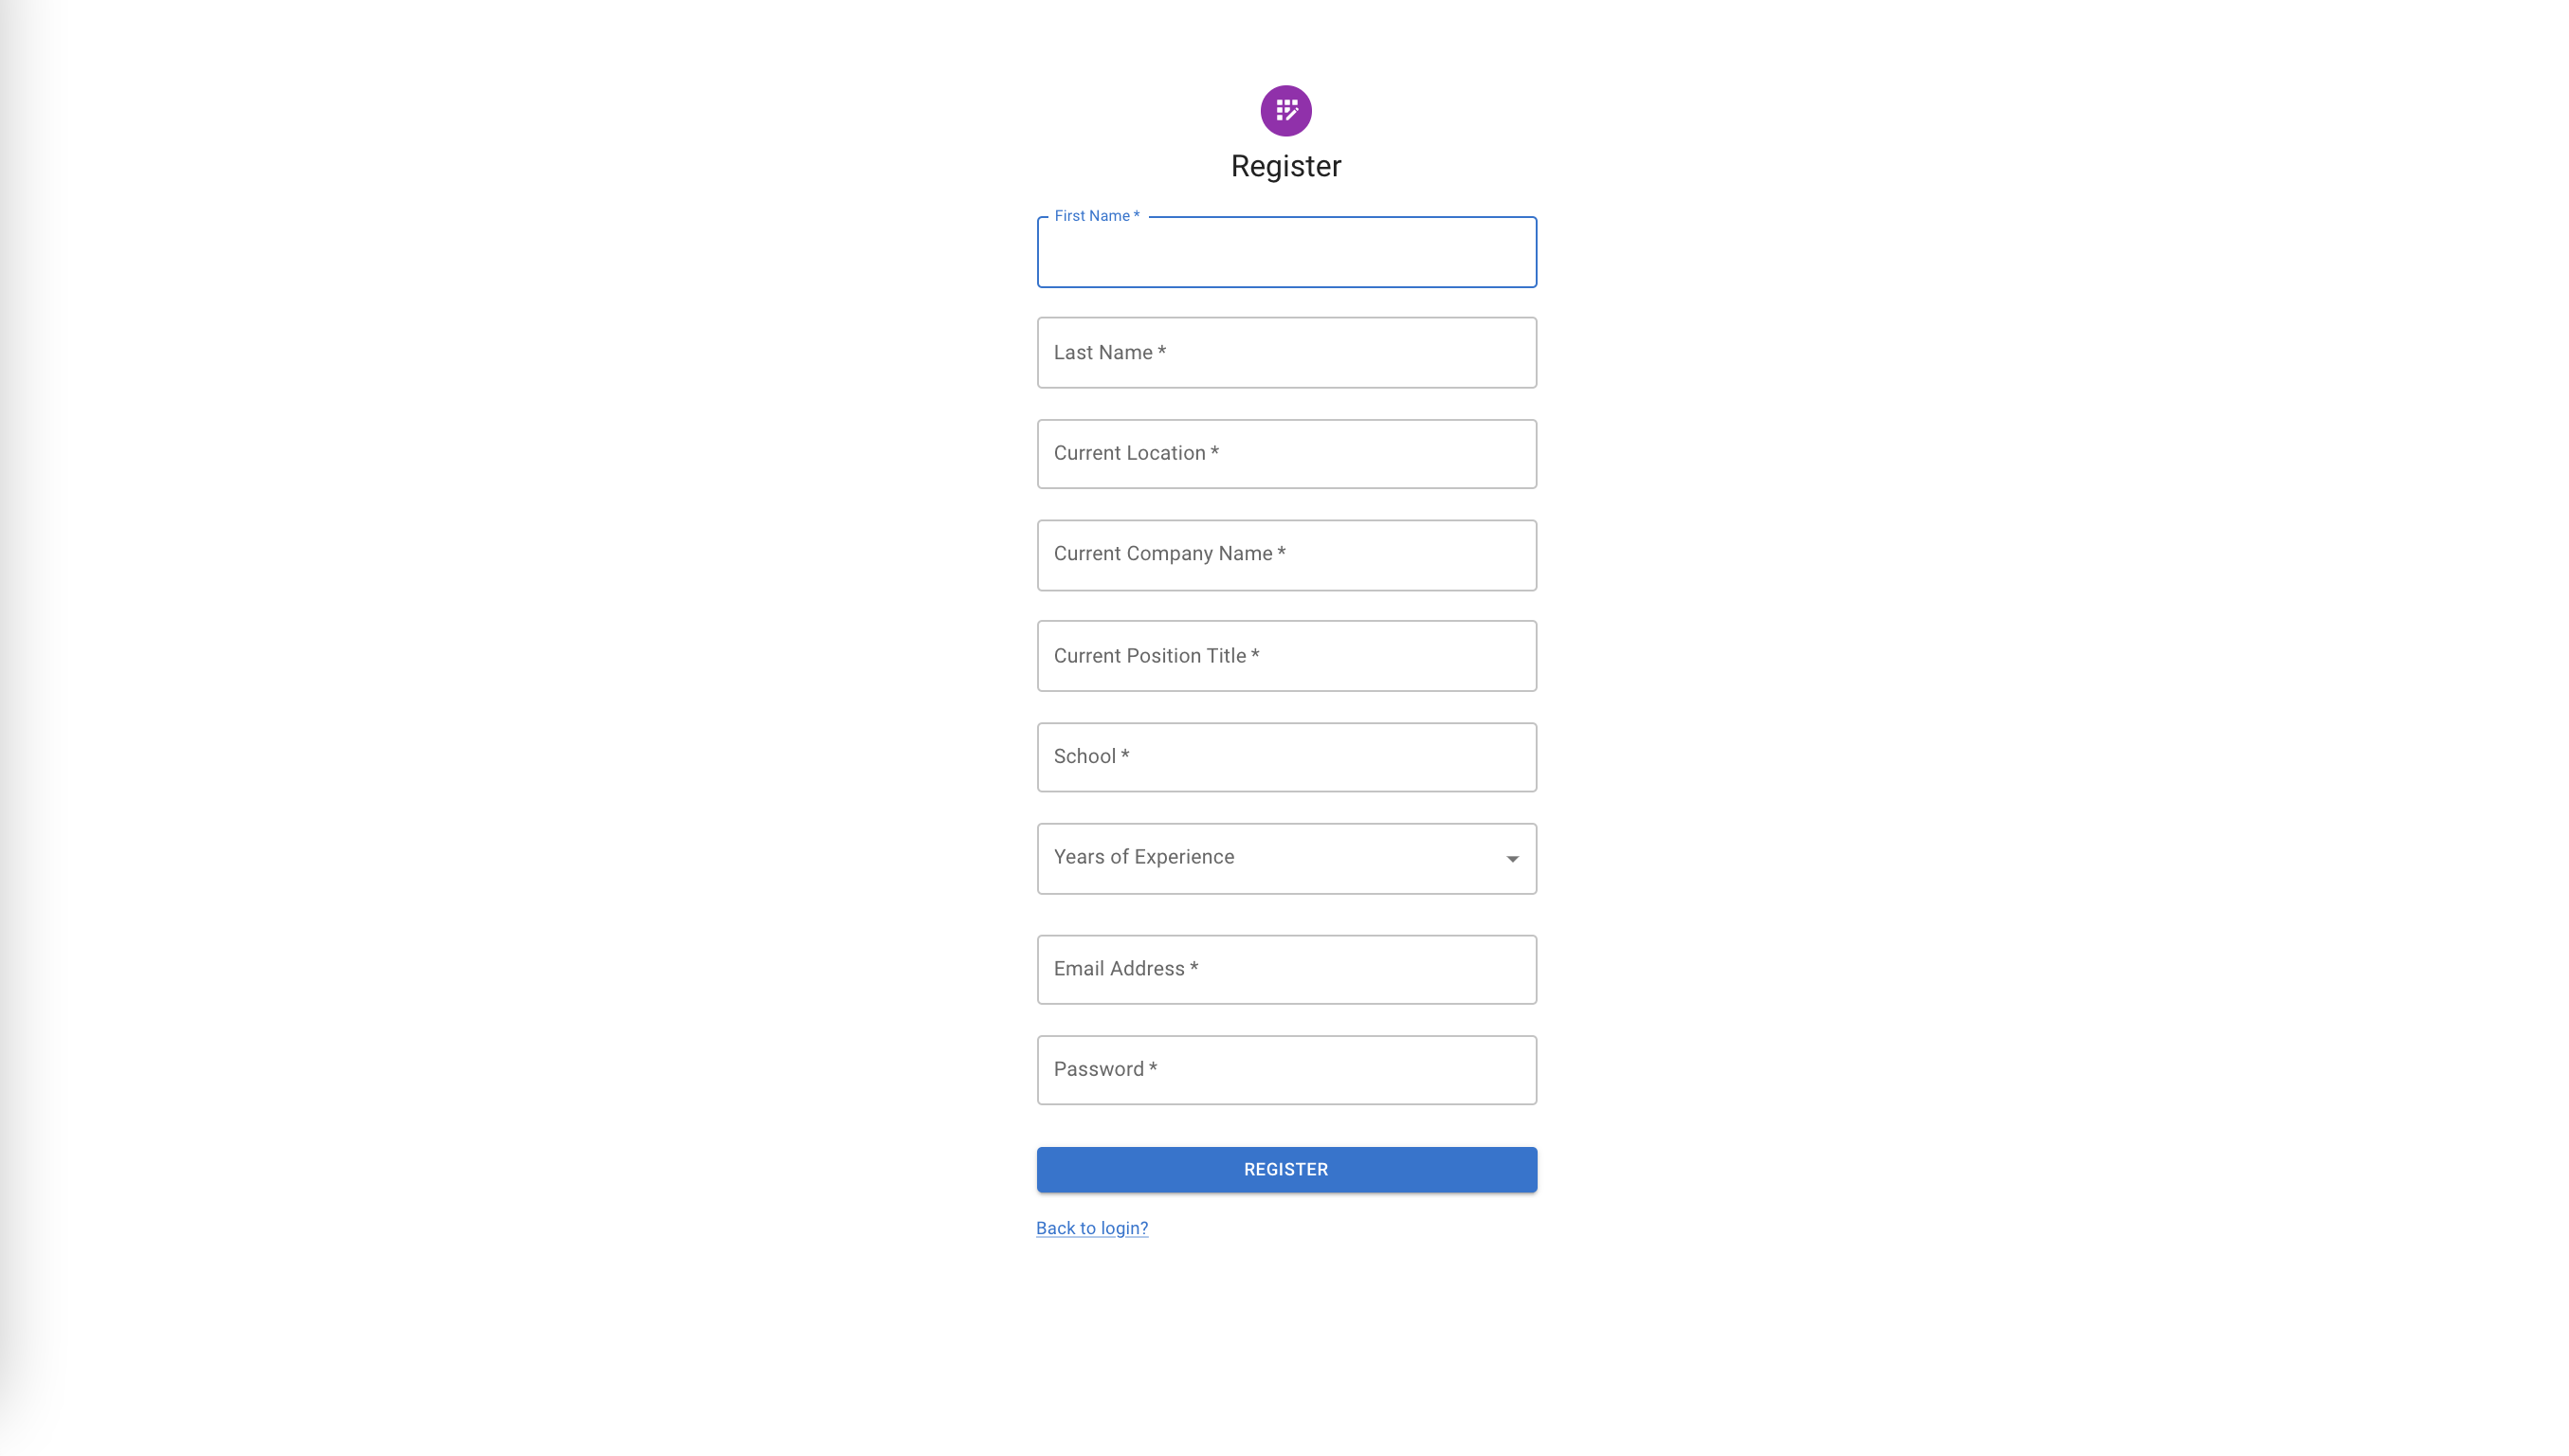 Register
First Name *
Last Name *
Current Location *
Current Company Name *
Current Position Title *
School *
Years of Experience
Email Address *
Password *
REGISTER
Back to login?